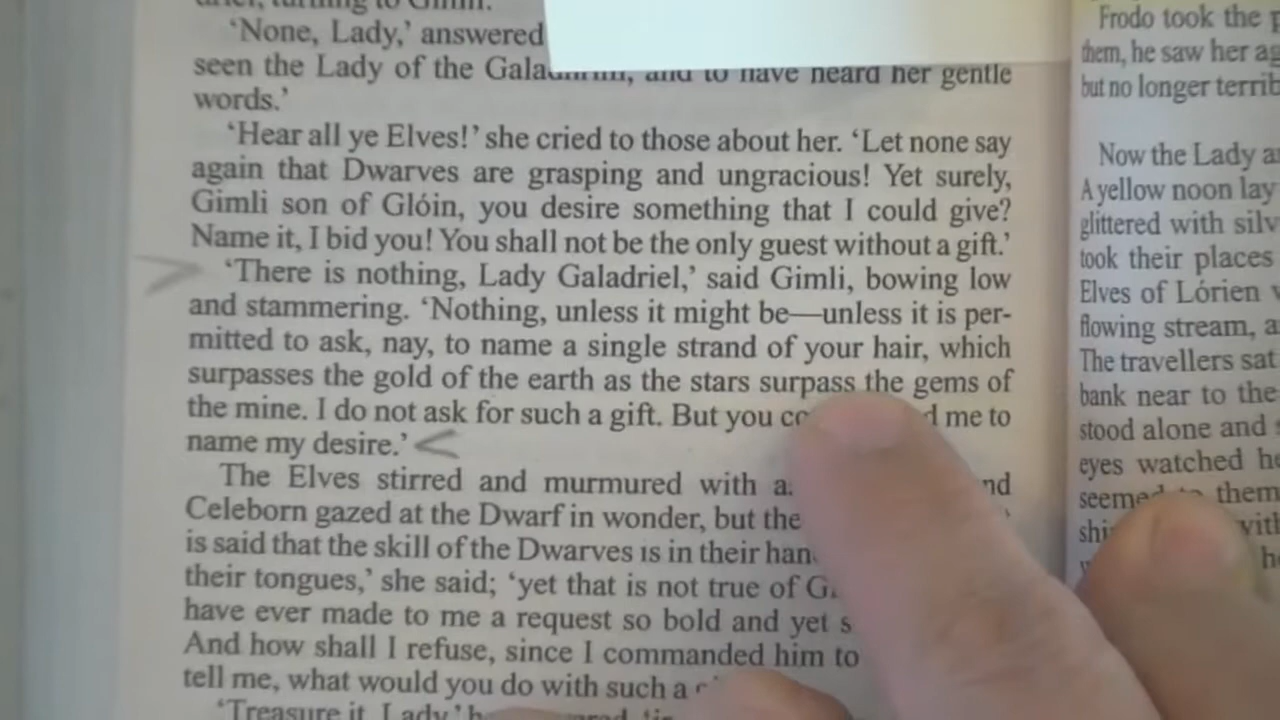 'None, Lady,' answered
seen the Lady of the and to have heard her gentle
words.'
'Hear all ye Elves!' she cried to those about her. 'Let none say
again that Dwarves are grasping and ungracious! Yet surely,
Gimli son of Glóin, you desire something that I could give?
Name it, I bid you! You shall not be the only guest without a gift.'
'There is nothing, Lady Galadriel,' said Gimli, bowing low
and stammering. 'Nothing, unless it might be—unless it is per-
mitted to ask, nay, to name a single strand of your hair, which
surpasses the gold of the earth as the stars surpass the gems of
the mine. I do not ask for such a gift. But you me to
name my desire.'
The Elves stirred and murmured with
Celeborn gazed at the Dwarf in wonder, but the
is said that the skill of the Dwarves is in their
their tongues,' she said; 'yet that is not true of
have ever made to me a request so bold and yet
And how shall I refuse, since I commanded him to
tell me, what would you do with such a
'Treasure it, Lady,'
Frodo took the
them, he saw her
but no longer
Now the Lady
A yellow noon lay
glittered with
took their places
Elves of Lórien
flowing stream,
The travellers sat
bank near to the
stood alone and
eyes watched
seemed to them